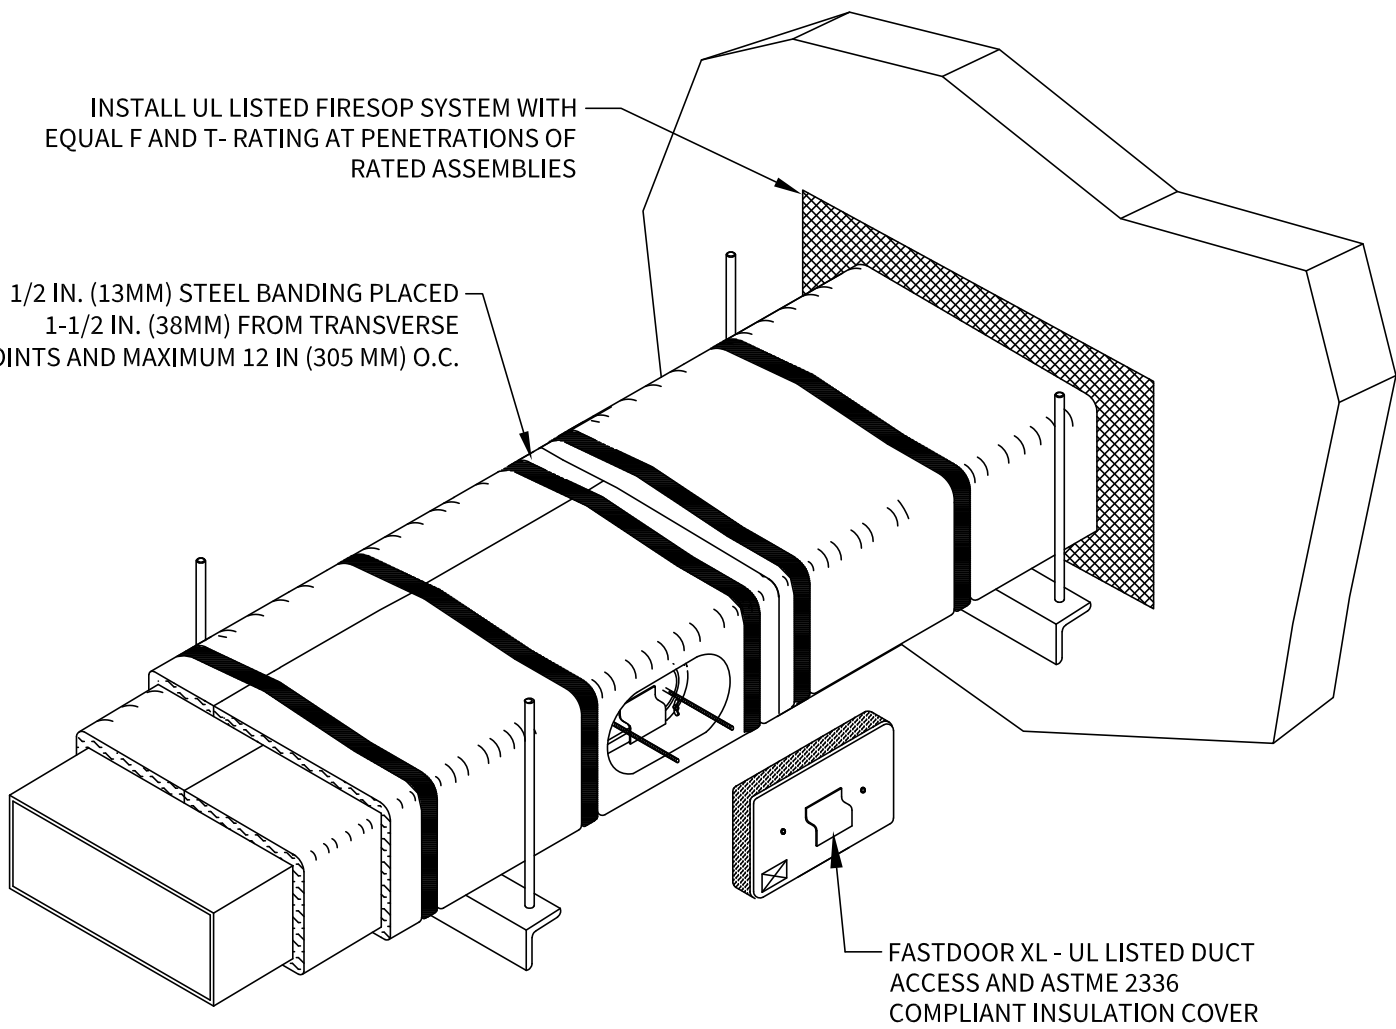 INSTALL UL LISTED FIRESOP SYSTEM WITH
EQUAL F AND T- RATING AT PENETRATIONS OF
RATED ASSEMBLIES
1/2 IN. (13MM) STEEL BANDING PLACED
1-1/2 IN. (38MM) FROM TRANSVERSE
OINTS AND MAXIMUM 12 IN (305 MM) O.C.
FASTDOOR XL - UL LISTED DUCT
ACCESS AND ASTME 2336
COMPLIANT INSULATION COVER